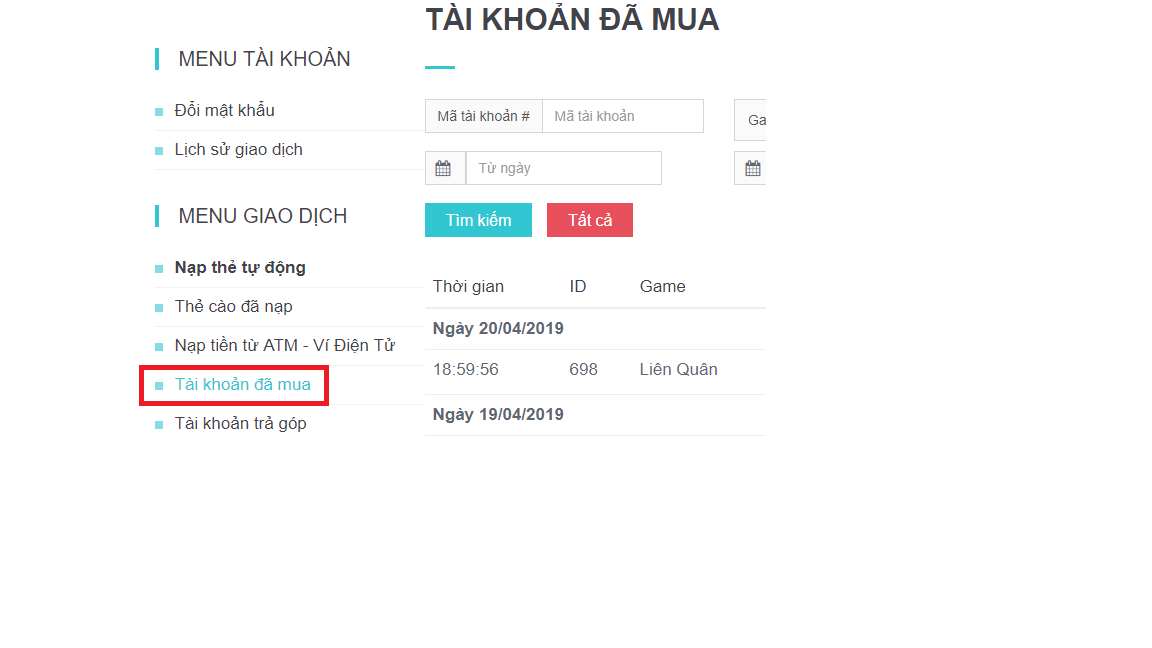 TÀI KHOẢN ĐÃ MUA
MENU TÀI KHOẢN
Đổi mật khẩu
Lịch sử giao dịch
MENU GIAO DỊCH
Nạp thẻ tự động
Thẻ cào đã nạp
Nạp tiền từ ATM - Ví Điện Tử
Tài khoản đã mua
Tài khoản trả góp
Mã tài khoản # Mã tài khoản Ga
Từ ngày
Tìm kiếm Tất cả
Thời gian ID Game
Ngày 20/04/2019
18:59:56 698 Liên Quân
Ngày 19/04/2019